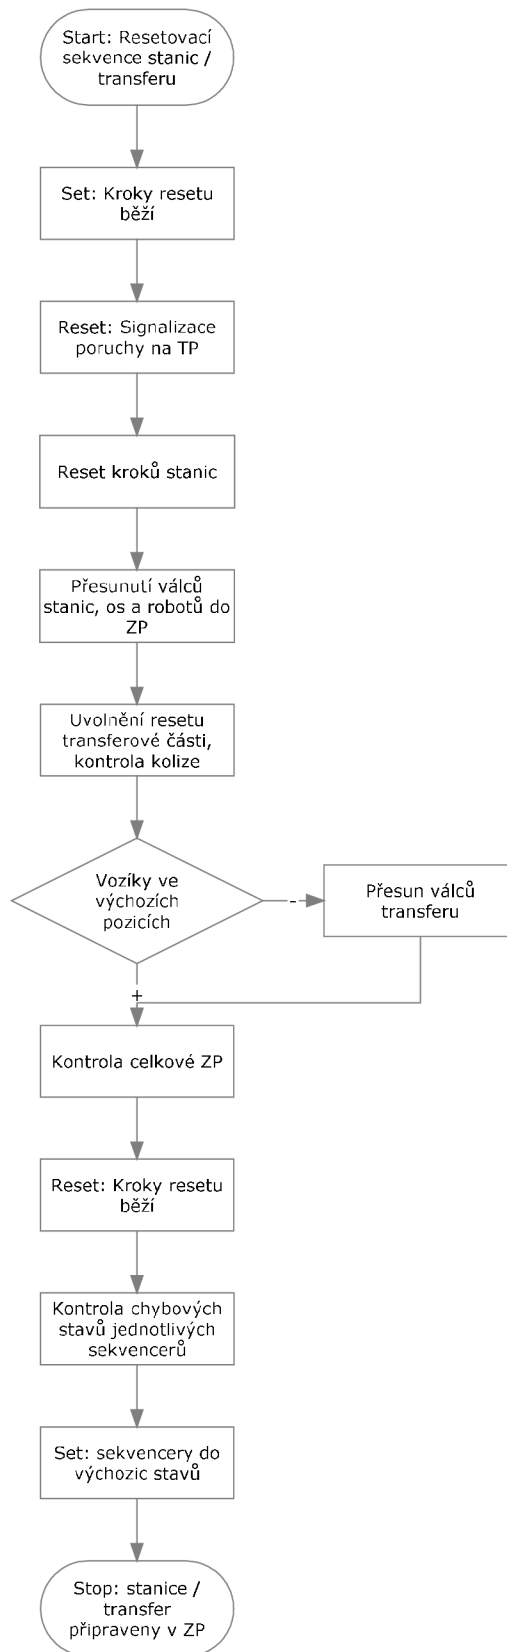 Start: Resetovací
sekvence stanic /
transferu
Set: Kroky resetu
běží
Reset: Signalizace
poruchy na TP
Reset kroků stanic
Přesunutí válců
stanic, os a robotů do
ZP
Uvolnění resetu
transferové části,
kontrola kolize
Vozíky ve
výchozích
pozicích
-
Přesun válců
transferu
+
Kontrola celkové ZP
Reset: Kroky resetu
běží
Kontrola chybových
stavů jednotlivých
sekvencerů
Set: sekvencery do
výchozic stavů
Stop: stanice /
transfer
připraveny v ZP